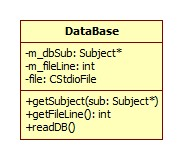 DataBase
-m_dbSub: Subject*
-m_fileLine: int
-file: CStdioFile
+getSubject(sub: Subject*)
+getFileLine(): int
+readDB()